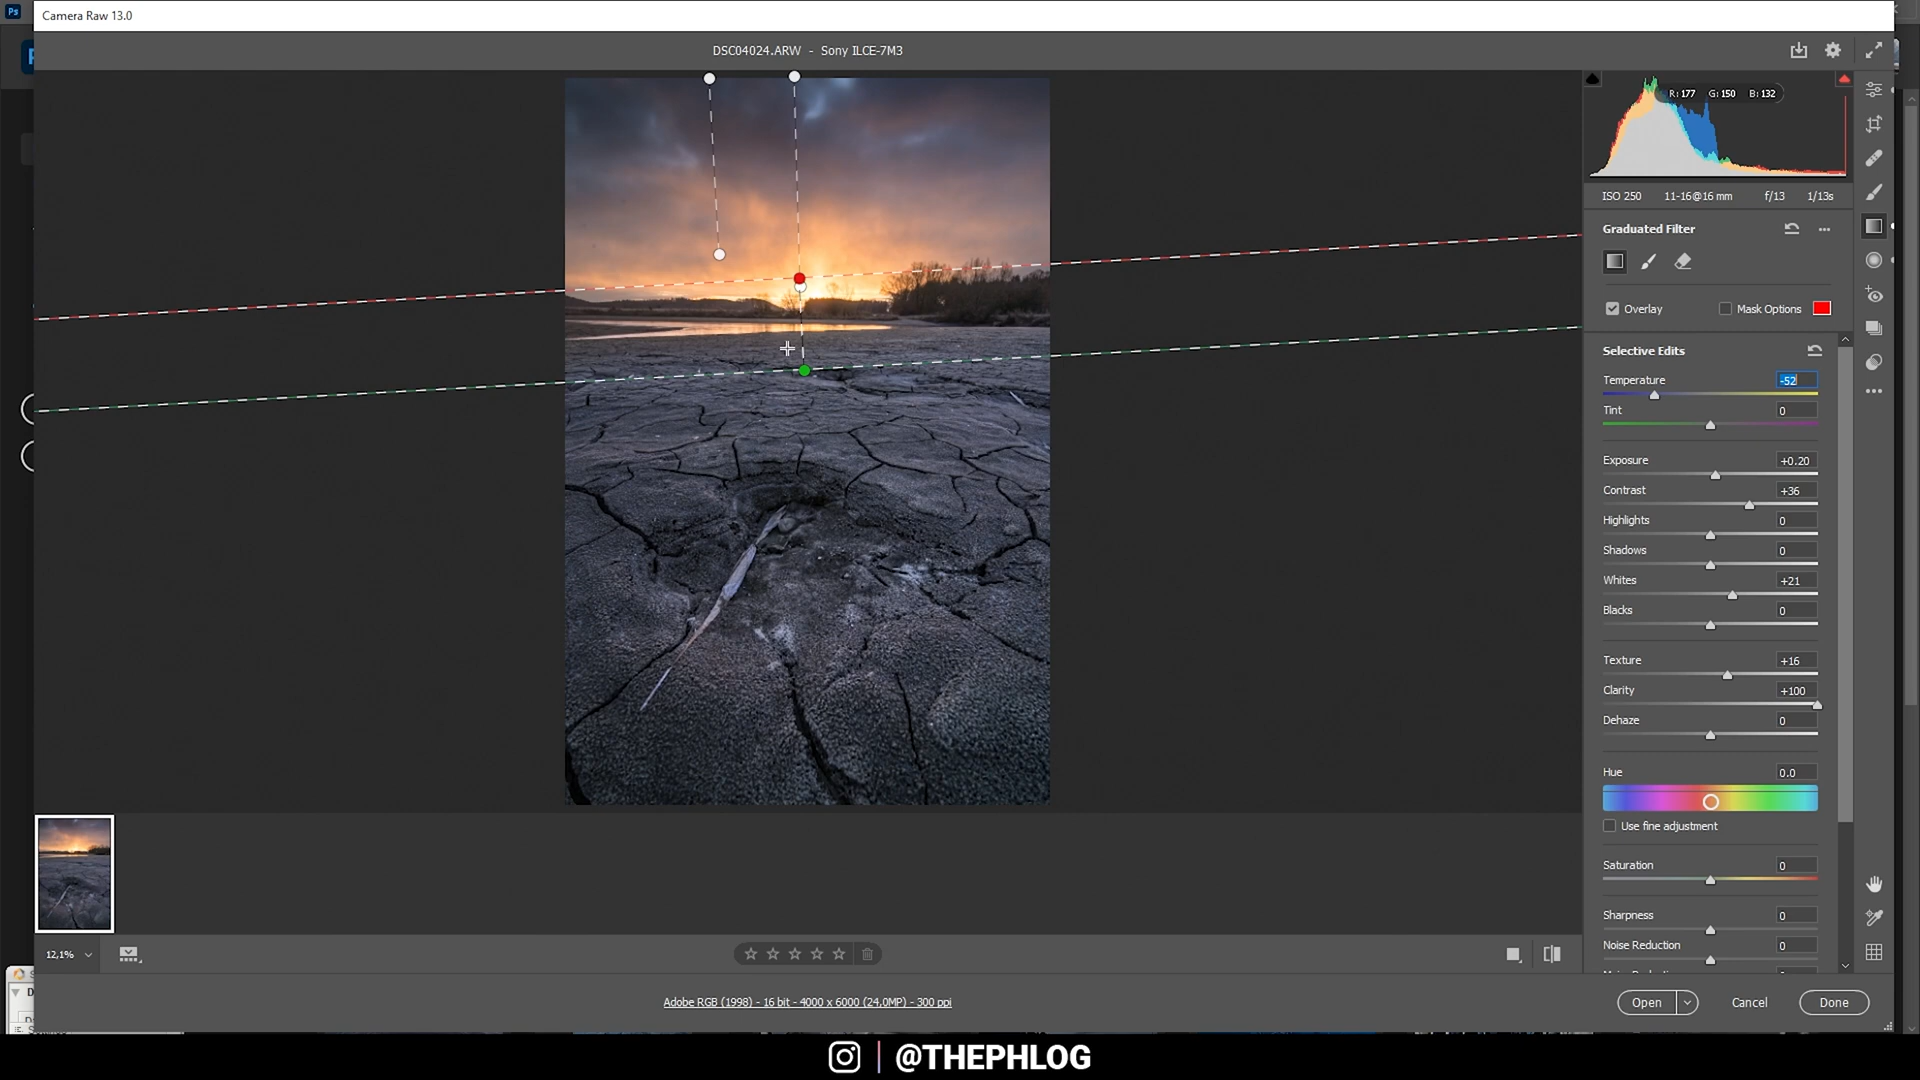 Ps
Camera Raw 13.0
DSC04024.ARW - Sony ILCE-7M3
R: 177 G: 150 B: 132
ISO 250 11-16@16 mm f/13 1/13s
Graduated Filter
Overlay Mask Options
Selective Edits
Temperature -52
Tint 0
Exposure +0.20
Contrast +36
Highlights 0
Shadows 0
Whites +21
Blacks 0
Texture +16
Clarity +100
Dehaze 0
Hue 0.0
Use fine adjustment
Saturation 0
Sharpness 0
Noise Reduction 0
12,1%
Adobe RGB (1998) - 16 bit - 4000 x 6000 (24,0MP) - 300 ppi
Open Cancel Done
@THEPHLOG